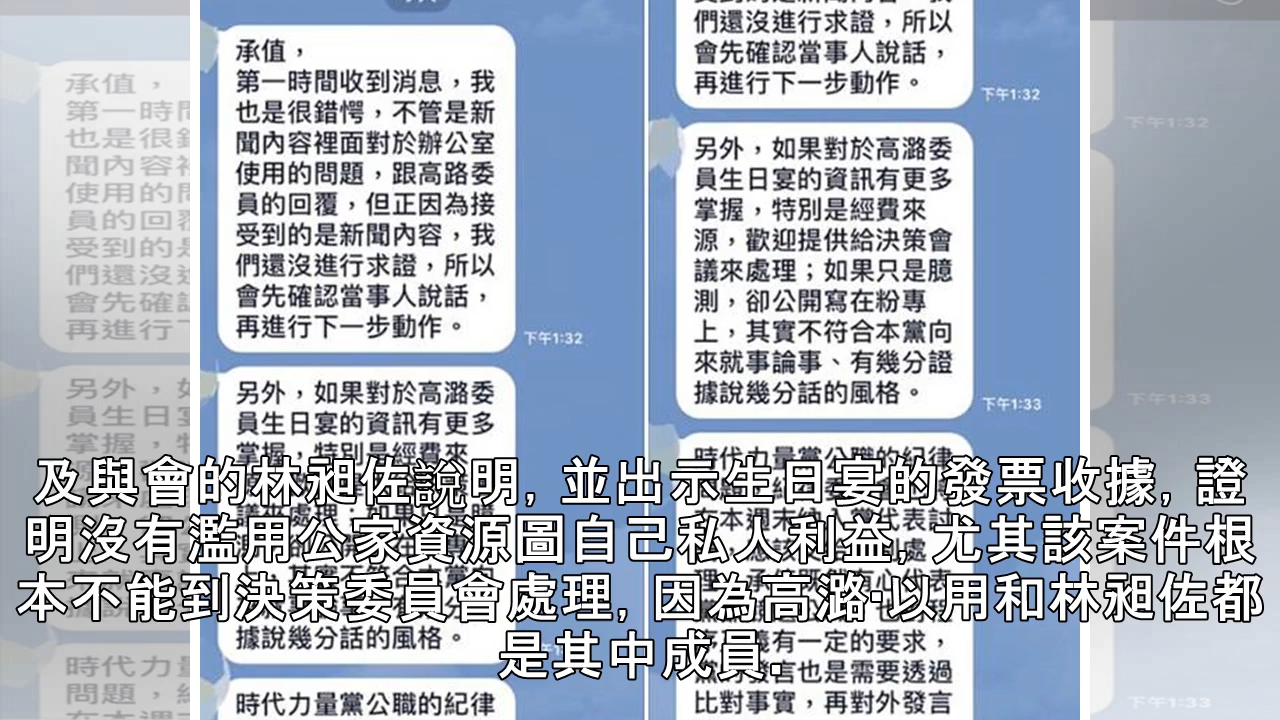 承值，
第一時間收到消息，我
也是很錯愕，不管是新
聞內容裡面對於辦公室
使用的問題，跟高路委
員的回覆，但正因為接
受到的是新聞內容，我
們還沒進行求證，所以
會先確認當事人說話，
再進行下一步動作。
下午1:32
另外，如果對於高潞委
員生日宴的資訊有更多
掌握，特別是經費來
據說幾分話的風格。
時代力量黨公職的紀律
們還沒進行求證，所以
會先確認當事人說話，
再進行下一步動作。
下午1:32
另外，如果對於高潞委
員生日宴的資訊有更多
掌握，特別是經費來
源，歡迎提供給決策會
議來處理；如果只是臆
測，卻公開寫在粉專
上，其實不符合本黨向
來就事論事、有幾分證
據說幾分話的風格。
下午1:33
時代力量黨公職的紀律
有一定的要求，
發言也是需要透過
比對事實，再對外發言
及與會的林昶佐說明, 並出示生日宴的發票收據, 證
明沒有濫用公家資源圖自己私人利益, 尤其該案件根
本不能到決策委員會處理, 因為高潞·以用和林昶佐都
是其中成員.